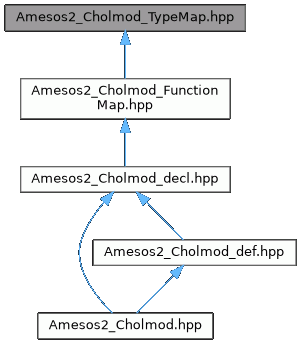 Amesos2_Cholmod_TypeMap.hpp
Amesos2_Cholmod_Function
Map.hpp
Amesos2_Cholmod_decl.hpp
Amesos2_Cholmod_def.hpp
Amesos2_Cholmod.hpp